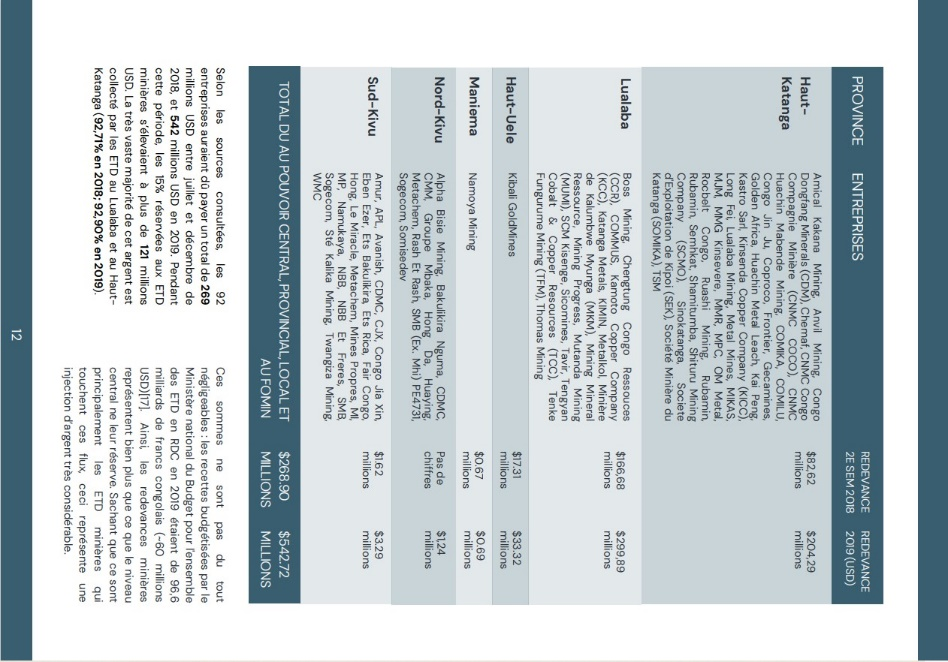 PROVINCE ENTREPRISES REDEVANCE 2E SEM 2018 REDEVANCE 2019 (USD)
Haut-Katanga
Amical Kakana Mining, Anvil Mining, Congo
Dongfang Minerals (CDM), Chemaf, CNMC Congo
Compagnie Minière (CNMC COCO), CNMC
Huachin Mabende Mining, COMIKA, COMILU,
Congo Jin Ju, Coproco, Frontier, Gecamines,
Golden Africa, Huachin Metal Leach, Kai Peng,
Kastro Sarl, Kinsenda Copper Company (KICC),
Long Fei, Lualaba Mining, Metal Mines, MIKAS,
MJM, MMG Kinsevere, MMR, MPC, OM Metal,
Rocbelt Congo, Ruashi Mining, Rubamin,
Rubamin, Semhkat, Shamitumba, Shituru Mining
Company (SCMO), Sinokatanga, Societe
d'Exploitation de Kipoi (SEK), Société Minière du
Katanga (SOMIKA), TSM
$82,62 millions
$204,29 millions
Lualaba
Boss Mining, Chengtung Congo Ressouces
(CCR), COMMUS, Kamoto Copper Company
(KCC), Katanga Metals, KIMIN, Metalkol, Minière
de Kalumbwe Myunga (MKM), Mining Mineral
Ressource, Mining Progress, Mutanda Mining
(MUMI), SCM Kisenge, Sicomines, Tavir, Tengyan
Cobalt & Copper Resources (TCC), Tenke
Fungurume Mining (TFM), Thomas Mining
$166,68 millions
$299,89 millions
Haut-Uele
Kibali GoldMines
$17.31 millions
$33.32 millions
Maniema
Namoya Mining
$0.67 millions
$0.69 millions
Nord-Kivu
Alpha Bisie Mining, Bakulikira Nguma, CDMC,
CMM, Groupe Mbaka, Hong Da, Huaying,
Metachem, Rash Et Rash, SMB (Ex. Mhi) PE4731,
Sogecom, Somisedev
Pas de chiffres
$1,24 millions
Sud-Kivu
Amur, APL, Avanish, CDMC, CJX, Congo Jia Xin,
Eben Ezer, Ets Bakulikira, Ets Rica, Fair Congo,
Hong, Le Miracle, Metachem, Mines Propres, Ml,
MP, Namukaya, NBB, NBB Et Freres, SMB,
Sogecom, Sté Kalika Mining, Twangiza Mining,
WMC
$1.62 millions
$3.29 millions
TOTAL DU AU POUVOIR CENTRAL, PROVINCIAL, LOCAL ET
AU FOMIN
$268.90 MILLIONS
$542,72 MILLIONS
Selon les sources consultées, les 92
entreprises auraient dû payer un total de 269
millions USD entre juillet et décembre de
2018, et 542 millions USD en 2019. Pendant
cette période, les 15% réservées aux ETD
minières s'élevaient à plus de 121 millions
USD. La très vaste majorité de cet argent est
collecté par les ETD au Lualaba et au Haut-
Katanga (92,71% en 2018; 92,90% en 2019).
Ces sommes ne sont pas du tout
négligeables : les recettes budgétisées par le
Ministère national du Budget pour l'ensemble
des ETD en RDC en 2019 étaient de 96,6
milliards de francs congolais (~60 millions
USD)[17]. Ainsi, les redevances minières
représentent bien plus que ce que le niveau
central ne leur réserve. Sachant que ce sont
principalement les ETD minières qui
touchent ces flux, ceci représente une
injection d'argent très considérable.
12